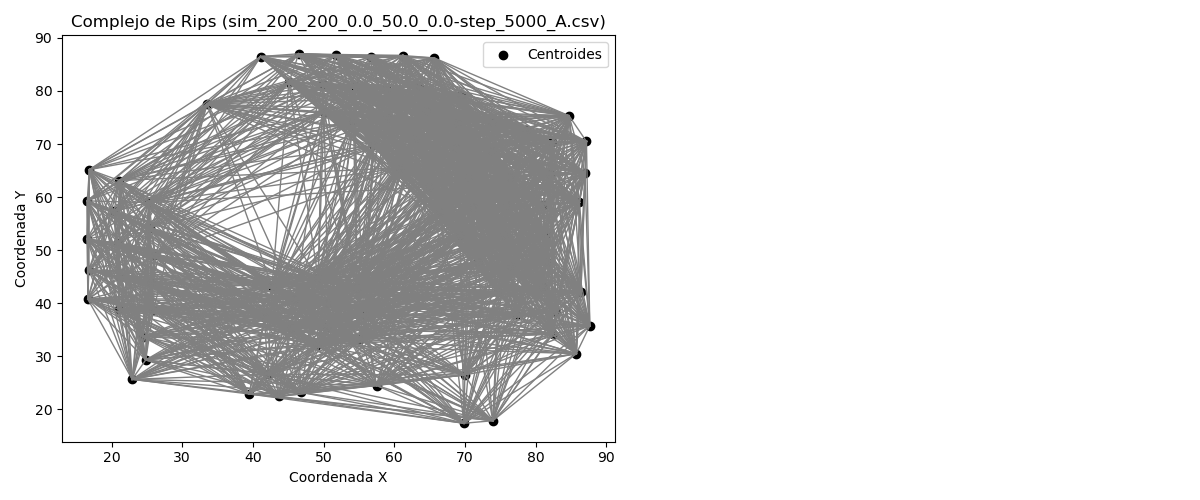 Complejo de Rips (sim_200_200_0.0_50.0_0.0-step_5000_A.csv)
Centroides
90
80
70
60
50
40
30
20
Coordenada Y
20 30 40 50 60 70 80 90
Coordenada X